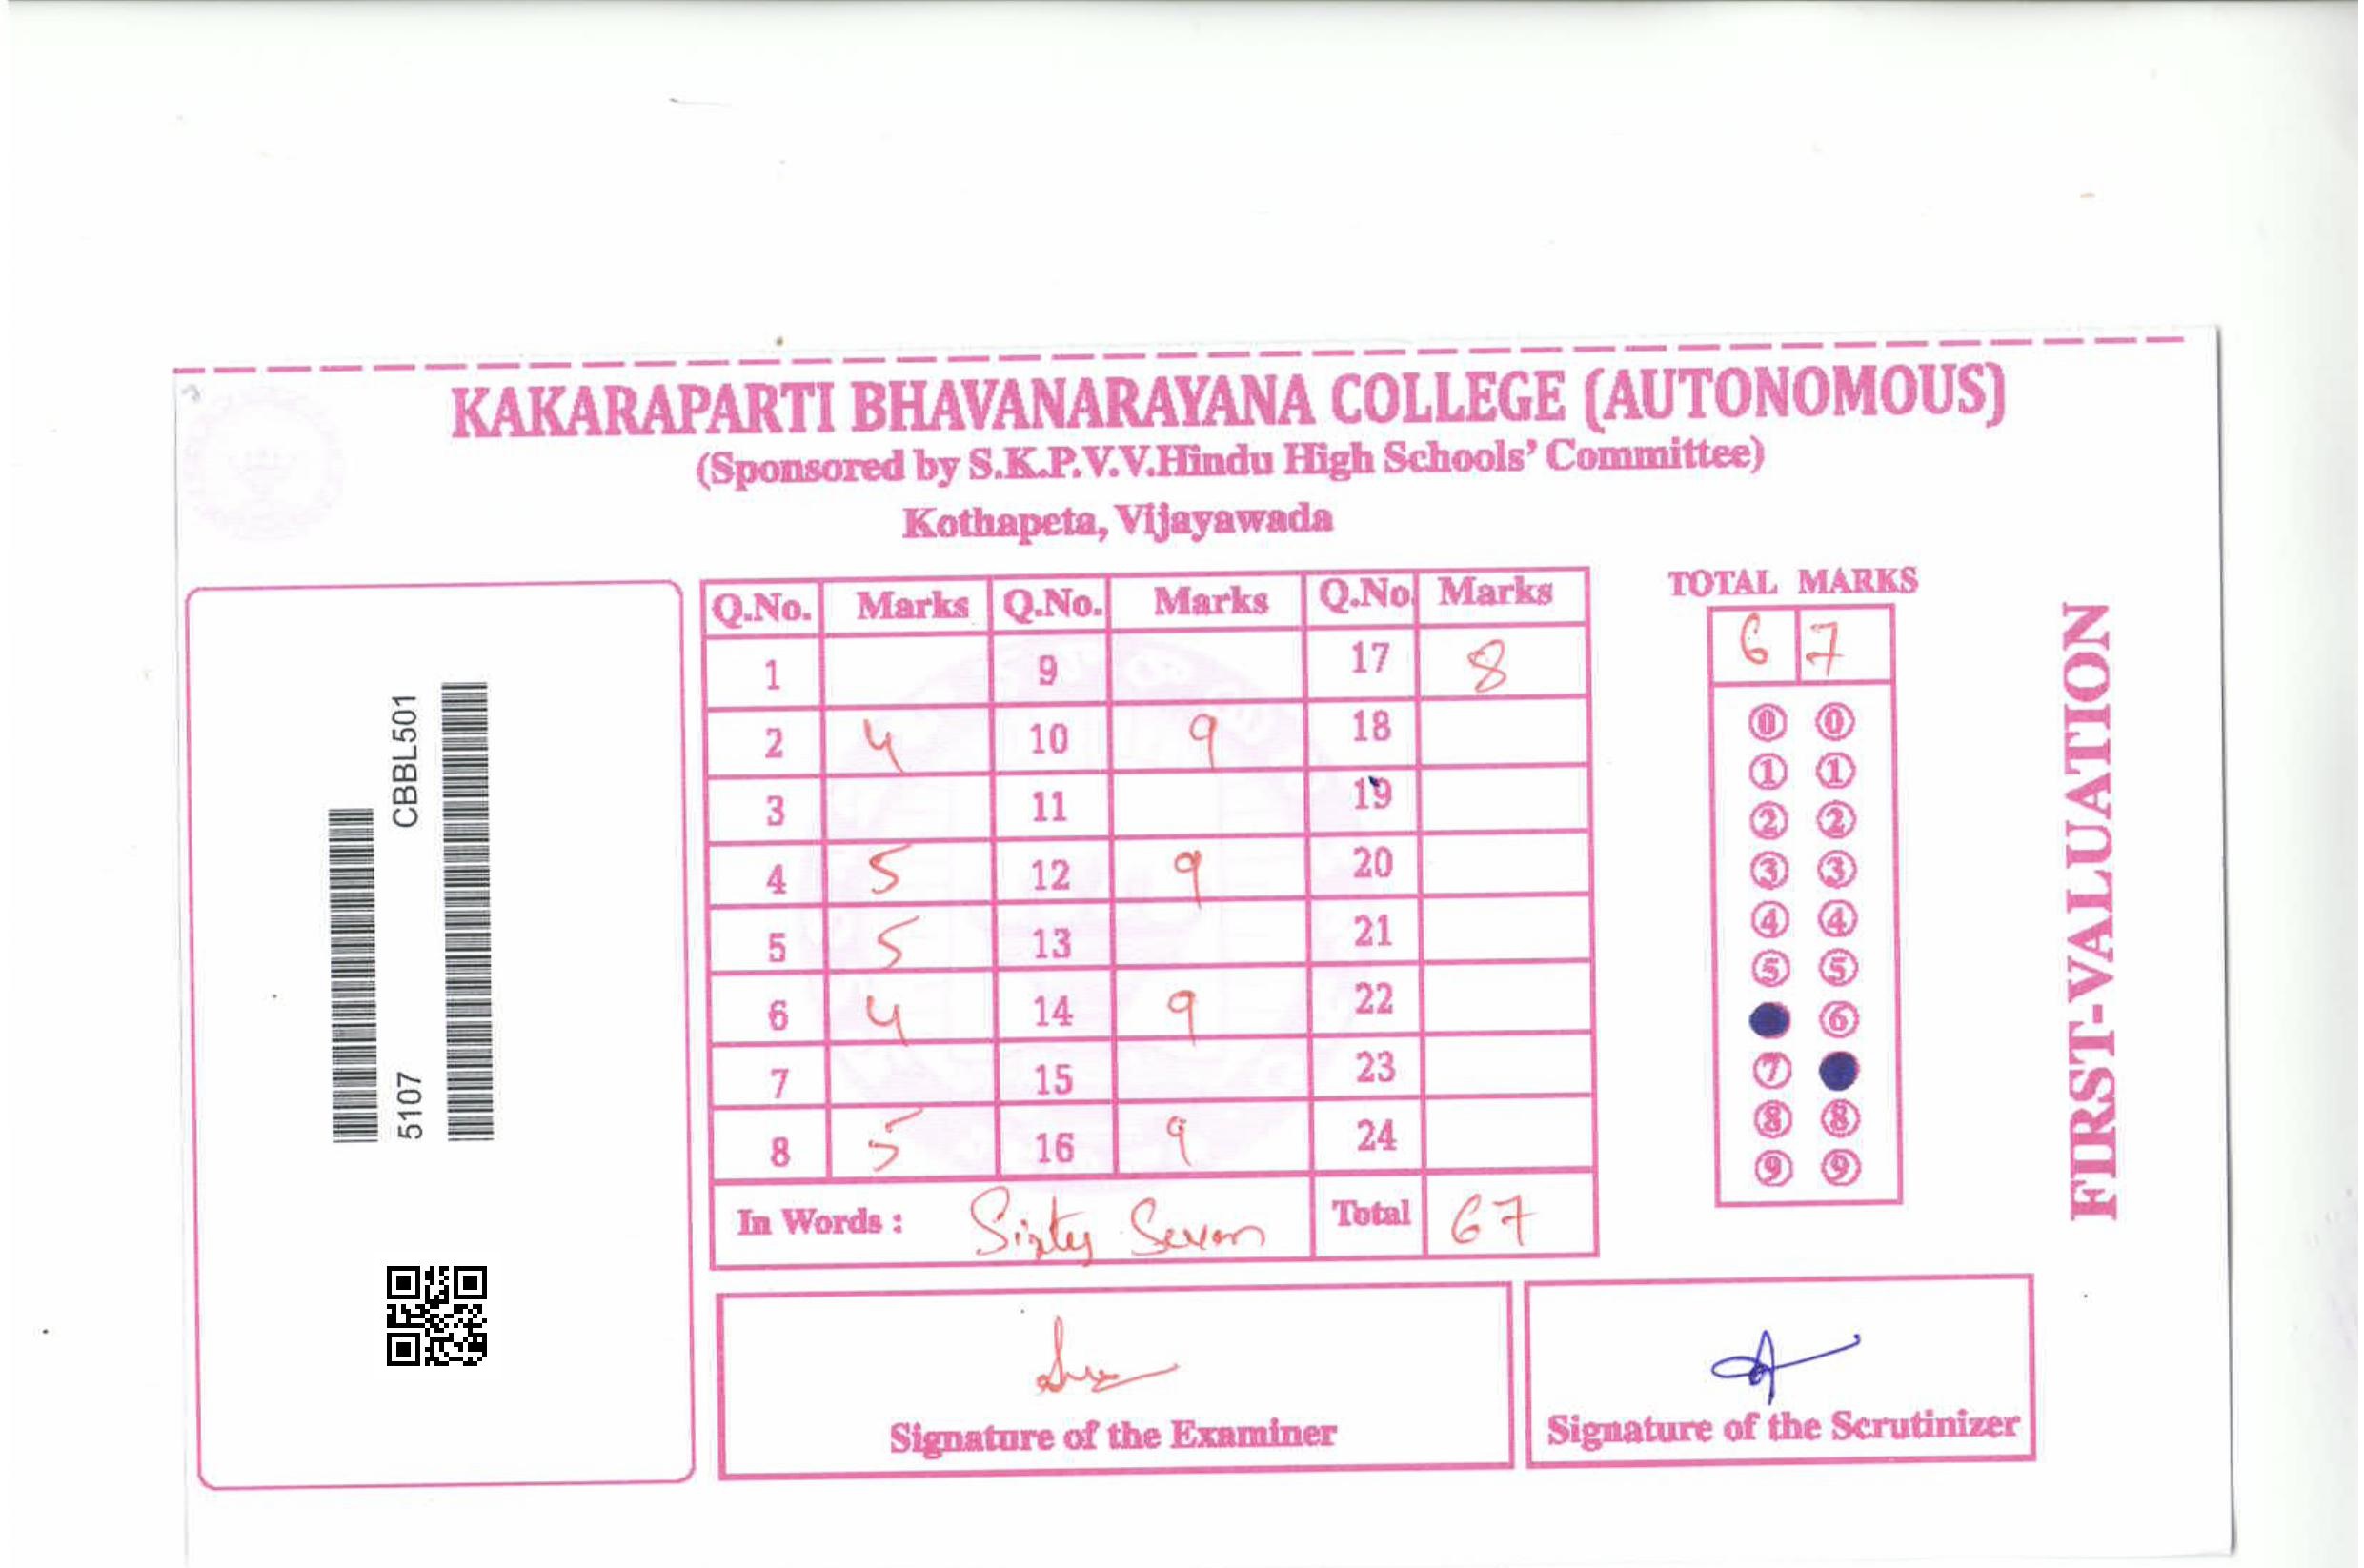 KAKARAPARTI BHAVANARAYANA COLLEGE (AUTONOMOUS)
(Sponsored by S.K.P.V.V.Hindu High Schools' Committee)
Kothapeta, Vijayawada
5107 CBBL501
Q.No. Marks Q.No. Marks Q.No. Marks
1 9 17 8
2 4 10 9 18
3 11 19
4 5 12 9 20
5 5 13 21
6 4 14 9 22
7 15 23
8 5 16 9 24
In Words : Sixty Seven Total 67
TOTAL MARKS
6 7
0 0
1 1
2 2
3 3
4 4
5 5
6
7
8 8
9 9
FIRST-VALUATION
Signature of the Examiner
Signature of the Scrutinizer